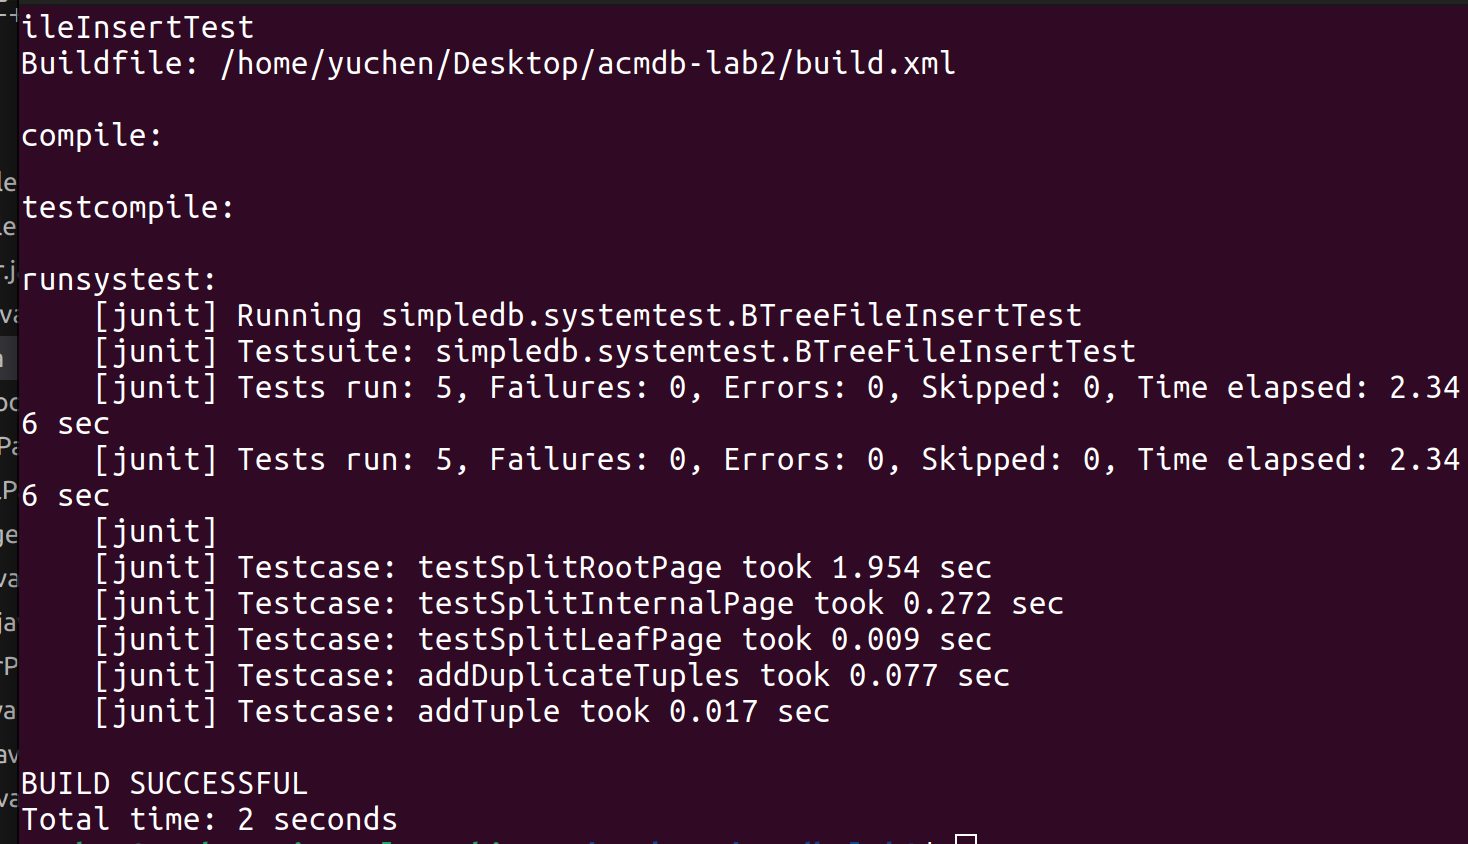 ileInsertTest
Buildfile: /home/yuchen/Desktop/acmdb-lab2/build.xml
compile:
testcompile:
runsystest:
[junit] Running simpledb.systemtest.BTreeFileInsertTest
[junit] Testsuite: simpledb.systemtest.BTreeFileInsertTest
[junit] Tests run: 5, Failures: 0, Errors: 0, Skipped: 0, Time elapsed: 2.34
6 sec
[junit] Tests run: 5, Failures: 0, Errors: 0, Skipped: 0, Time elapsed: 2.34
6 sec
[junit]
[junit] Testcase: testSplitRootPage took 1.954 sec
[junit] Testcase: testSplitInternalPage took 0.272 sec
[junit] Testcase: testSplitLeafPage took 0.009 sec
[junit] Testcase: addDuplicateTuples took 0.077 sec
[junit] Testcase: addTuple took 0.017 sec
BUILD SUCCESSFUL
Total time: 2 seconds